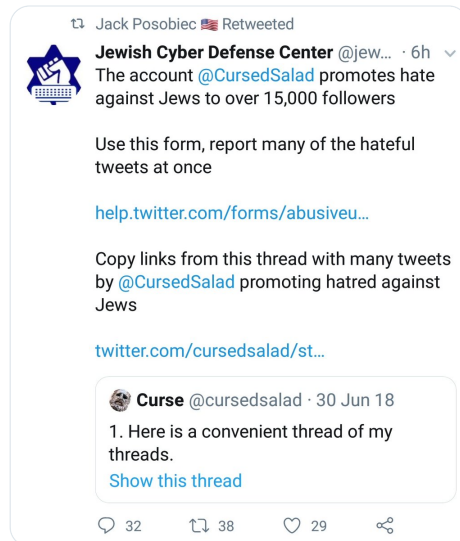 Jack Posobiec 🇺🇸 Retweeted
Jewish Cyber Defense Center @jew... · 6h
The account @CursedSalad promotes hate
against Jews to over 15,000 followers
Use this form, report many of the hateful
tweets at once
help.twitter.com/forms/abusiveu...
Copy links from this thread with many tweets
by @CursedSalad promoting hatred against
Jews
twitter.com/cursedsalad/st...
Curse @cursedsalad · 30 Jun 18
1. Here is a convenient thread of my
threads.
Show this thread
32 38 29